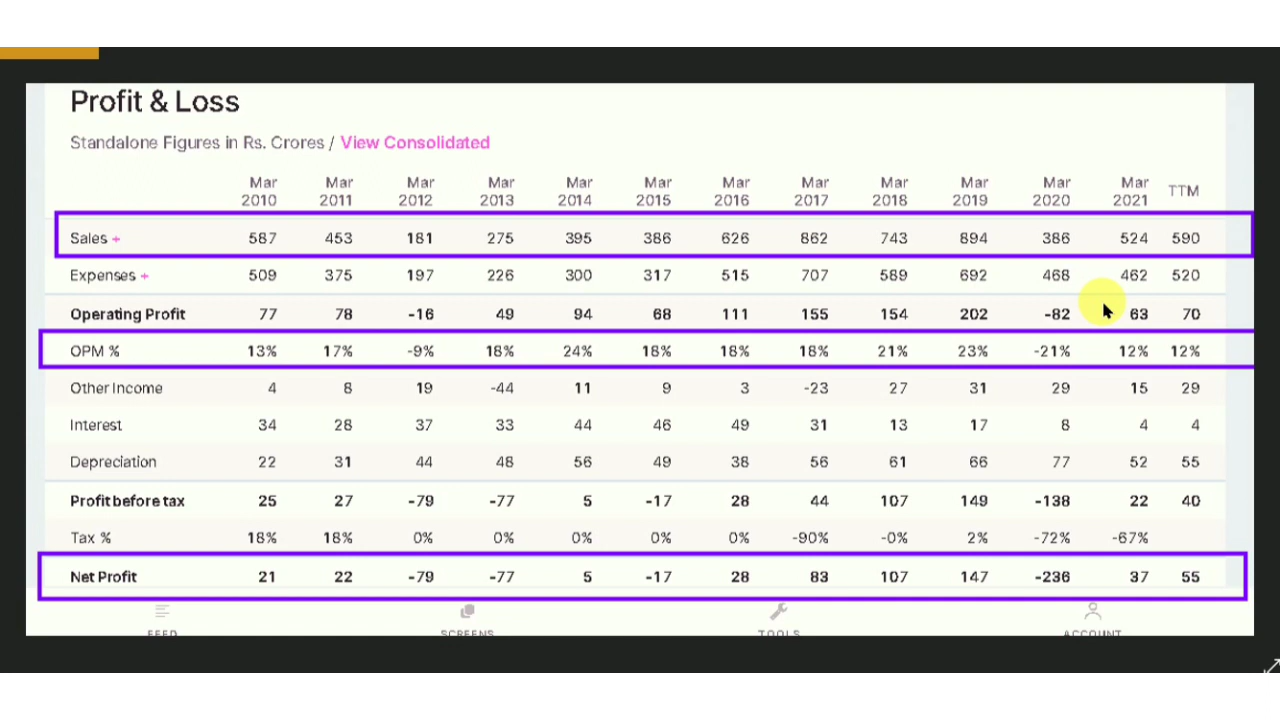 Profit & Loss
Standalone Figures in Rs. Crores / View Consolidated
Mar 2010 Mar 2011 Mar 2012 Mar 2013 Mar 2014 Mar 2015 Mar 2016 Mar 2017 Mar 2018 Mar 2019 Mar 2020 Mar 2021 TTM
Sales + 587 453 181 275 395 386 626 862 743 894 386 524 590
Expenses + 509 375 197 226 300 317 515 707 589 692 468 462 520
Operating Profit 77 78 -16 49 94 68 111 155 154 202 -82 63 70
OPM % 13% 17% -9% 18% 24% 18% 18% 18% 21% 23% -21% 12% 12%
Other Income 4 8 19 -44 11 9 3 -23 27 31 29 15 29
Interest 34 28 37 33 44 46 49 31 13 17 8 4 4
Depreciation 22 31 44 48 56 49 38 56 61 66 77 52 55
Profit before tax 25 27 -79 -77 5 -17 28 44 107 149 -138 22 40
Tax % 18% 18% 0% 0% 0% 0% 0% -90% -0% 2% -72% -67%
Net Profit 21 22 -79 -77 5 -17 28 83 107 147 -236 37 55
FEED SCREENS TOOLS ACCOUNT